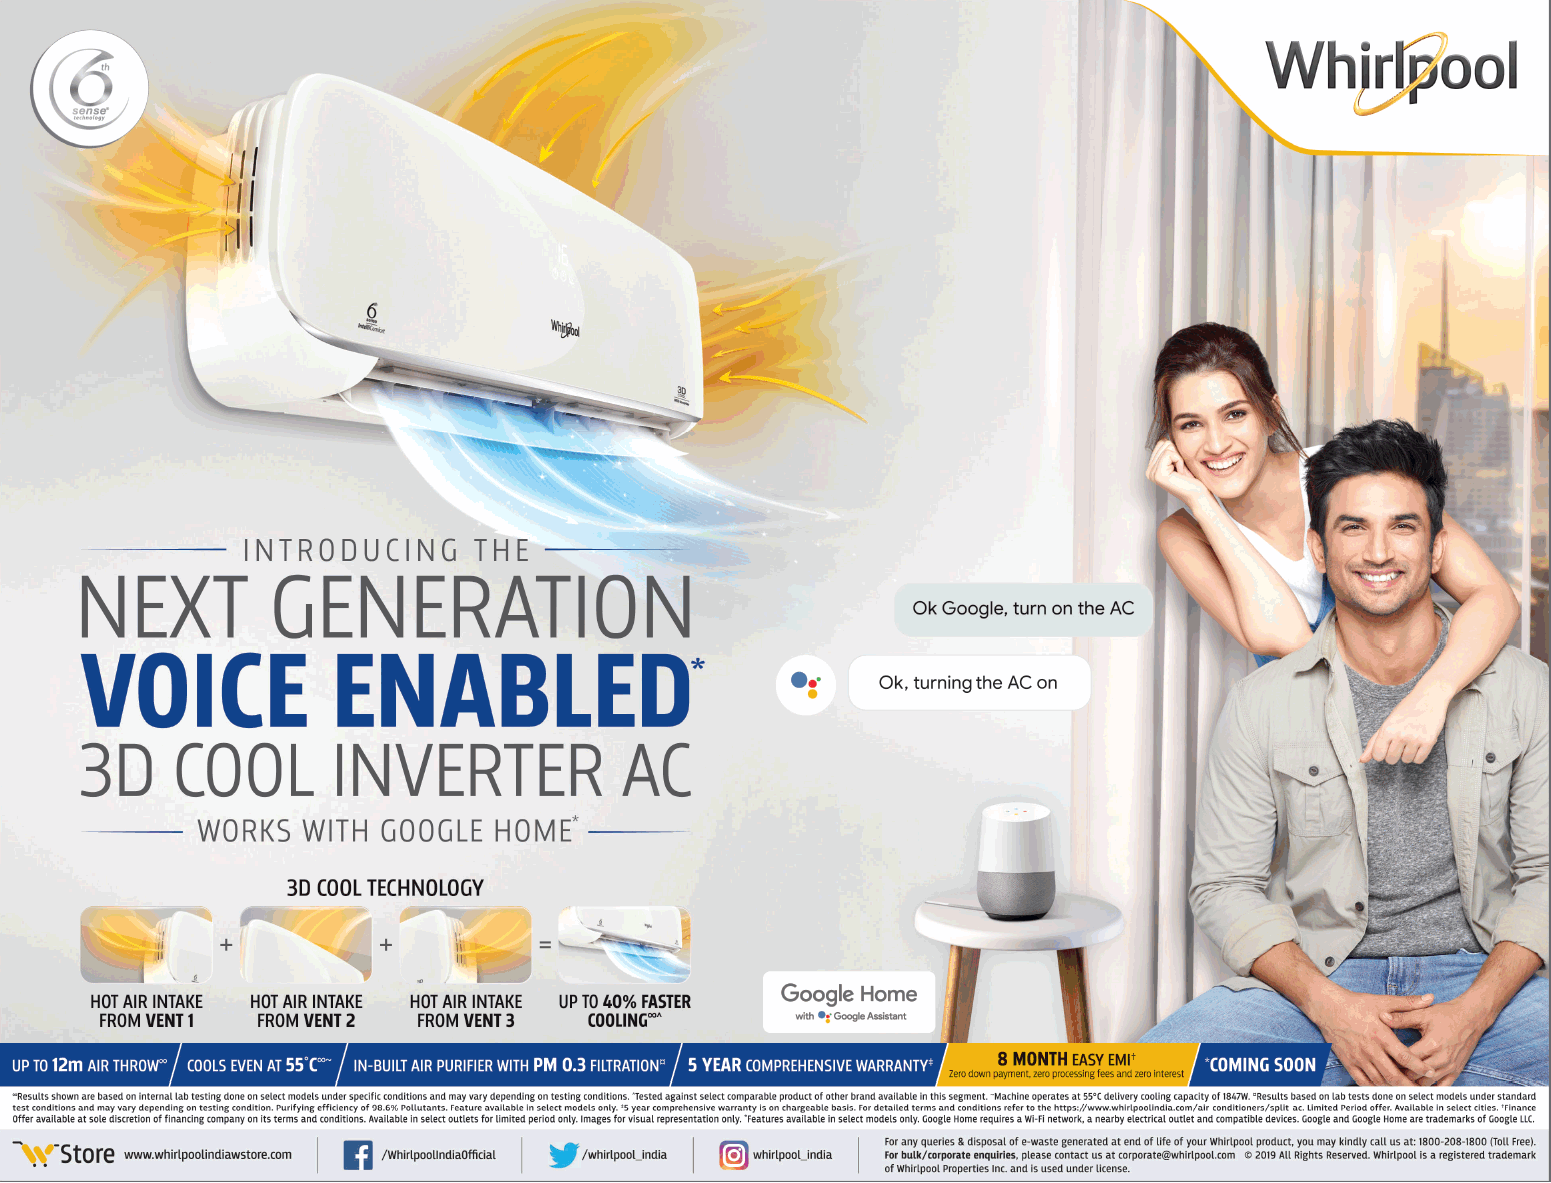 6th
sense®
technology
Whirlpool
6
Whirlpool
3D
INTRODUCING THE
NEXT GENERATION
VOICE ENABLED*
3D COOL INVERTER AC
WORKS WITH GOOGLE HOME*
Ok Google, turn on the AC
Ok, turning the AC on
3D COOL TECHNOLOGY
+ + =
HOT AIR INTAKE
FROM VENT 1
HOT AIR INTAKE
FROM VENT 2
HOT AIR INTAKE
FROM VENT 3
UP TO 40% FASTER
COOLING∞^
Google Home
with Google Assistant
UP TO 12m AIR THROW∞ / COOLS EVEN AT 55°C∞~ / IN-BUILT AIR PURIFIER WITH PM 0.3 FILTRATION¤ / 5 YEAR COMPREHENSIVE WARRANTY‡
8 MONTH EASY EMI†
Zero down payment, zero processing fees and zero interest
*COMING SOON
∞Results shown are based on internal lab testing done on select models under specific conditions and may vary depending on testing conditions. ^Tested against select comparable product of other brand available in this segment. ~Machine operates at 55°C delivery cooling capacity of 1847W. ¤Results based on lab tests done on select models under standard
test conditions and may vary depending on testing condition. Purifying efficiency of 98.6% Pollutants. Feature available in select models only. ‡5 year comprehensive warranty is on chargeable basis. For detailed terms and conditions refer to the https://www.whirlpoolindia.com/air conditioners/split ac. Limited Period offer. Available in select cities. †Finance
Offer available at sole discretion of financing company on its terms and conditions. Available in select outlets for limited period only. Images for visual representation only. *Features available in select models only. Google Home requires a Wi-Fi network, a nearby electrical outlet and compatible devices. Google and Google Home are trademarks of Google LLC.
W Store www.whirlpoolindiawstore.com
/WhirlpoolIndiaOfficial
/whirlpool_india
whirlpool_india
For any queries & disposal of e-waste generated at end of life of your Whirlpool product, you may kindly call us at: 1800-208-1800 (Toll Free).
For bulk/corporate enquiries, please contact us at corporate@whirlpool.com © 2019 All Rights Reserved. Whirlpool is a registered trademark
of Whirlpool Properties Inc. and is used under license.